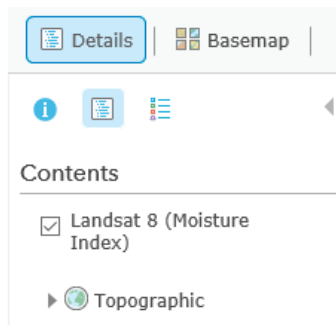 Details Basemap
Contents
Landsat 8 (Moisture
Index)
Topographic